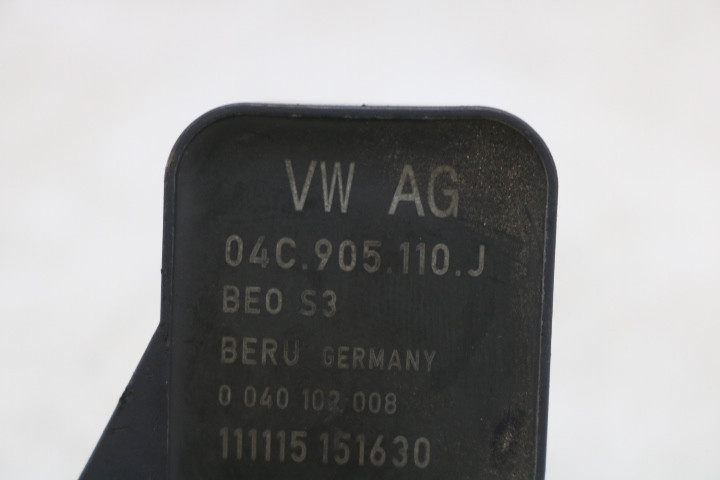 VW AG
04C.905.110.J
BEO S3
BERU GERMANY
0 040 102 008
111115 151630